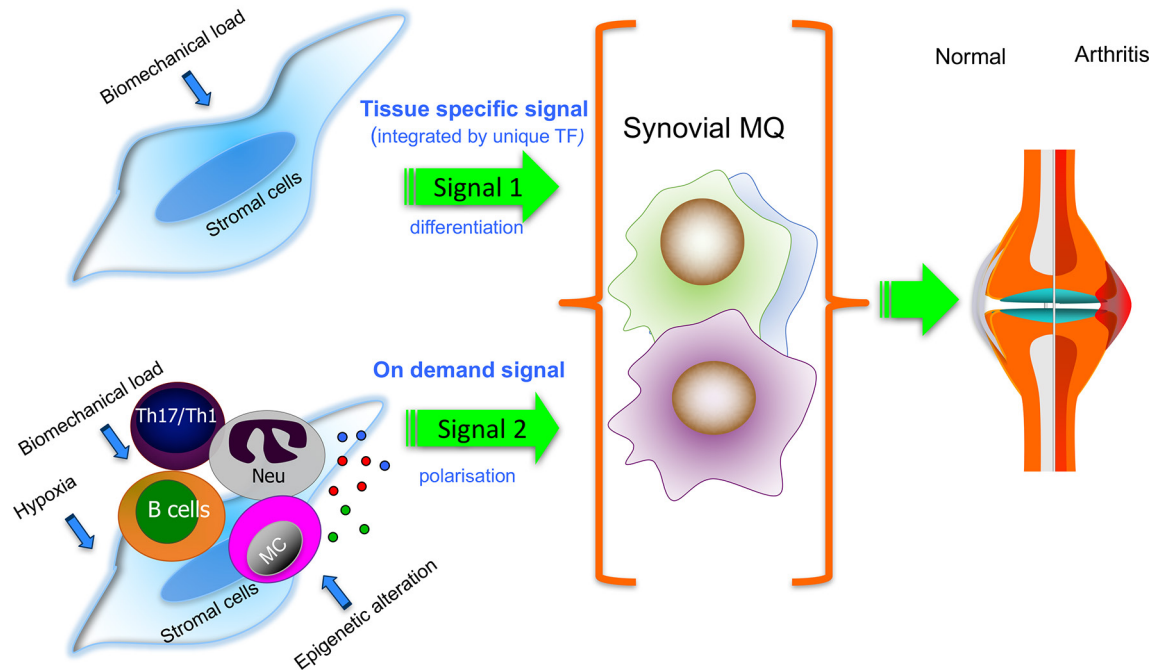 Biomechanical load
Stromal cells
Tissue specific signal
(integrated by unique TF)
Signal 1
differentiation
Biomechanical load
Hypoxia
Th17/Th1
Neu
B cells
MC
Stromal cells
Epigenetic alteration
On demand signal
Signal 2
polarisation
Synovial MQ
Normal
Arthritis